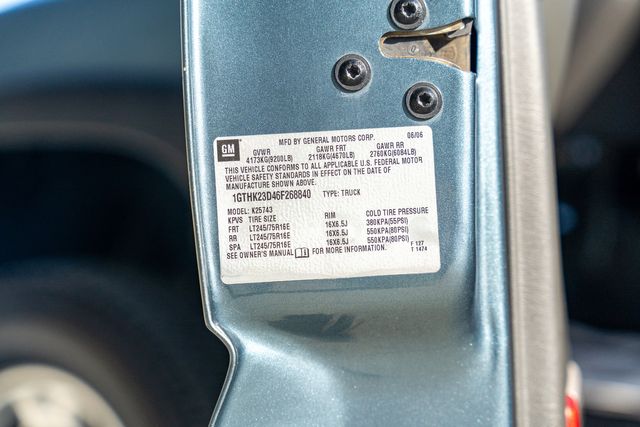 GM
MFD BY GENERAL MOTORS CORP. 06/06
GVWR GAWR FRT GAWR RR
4173KG(9200LB) 2118KG(4670LB) 2760KG(6084LB)
THIS VEHICLE CONFORMS TO ALL APPLICABLE U.S. FEDERAL MOTOR
VEHICLE SAFETY STANDARDS IN EFFECT ON THE DATE OF
MANUFACTURE SHOWN ABOVE.
1GTHK23D46F268840 TYPE: TRUCK
MODEL: K25743
KPVS TIRE SIZE RIM COLD TIRE PRESSURE
FRT LT245/75R16E 16X6.5J 380KPA(55PSI)
RR LT245/75R16E 16X6.5J 550KPA(80PSI)
SPA LT245/75R16E 16X6.5J 550KPA(80PSI)
SEE OWNER'S MANUAL FOR MORE INFORMATION. F 127
T 1474